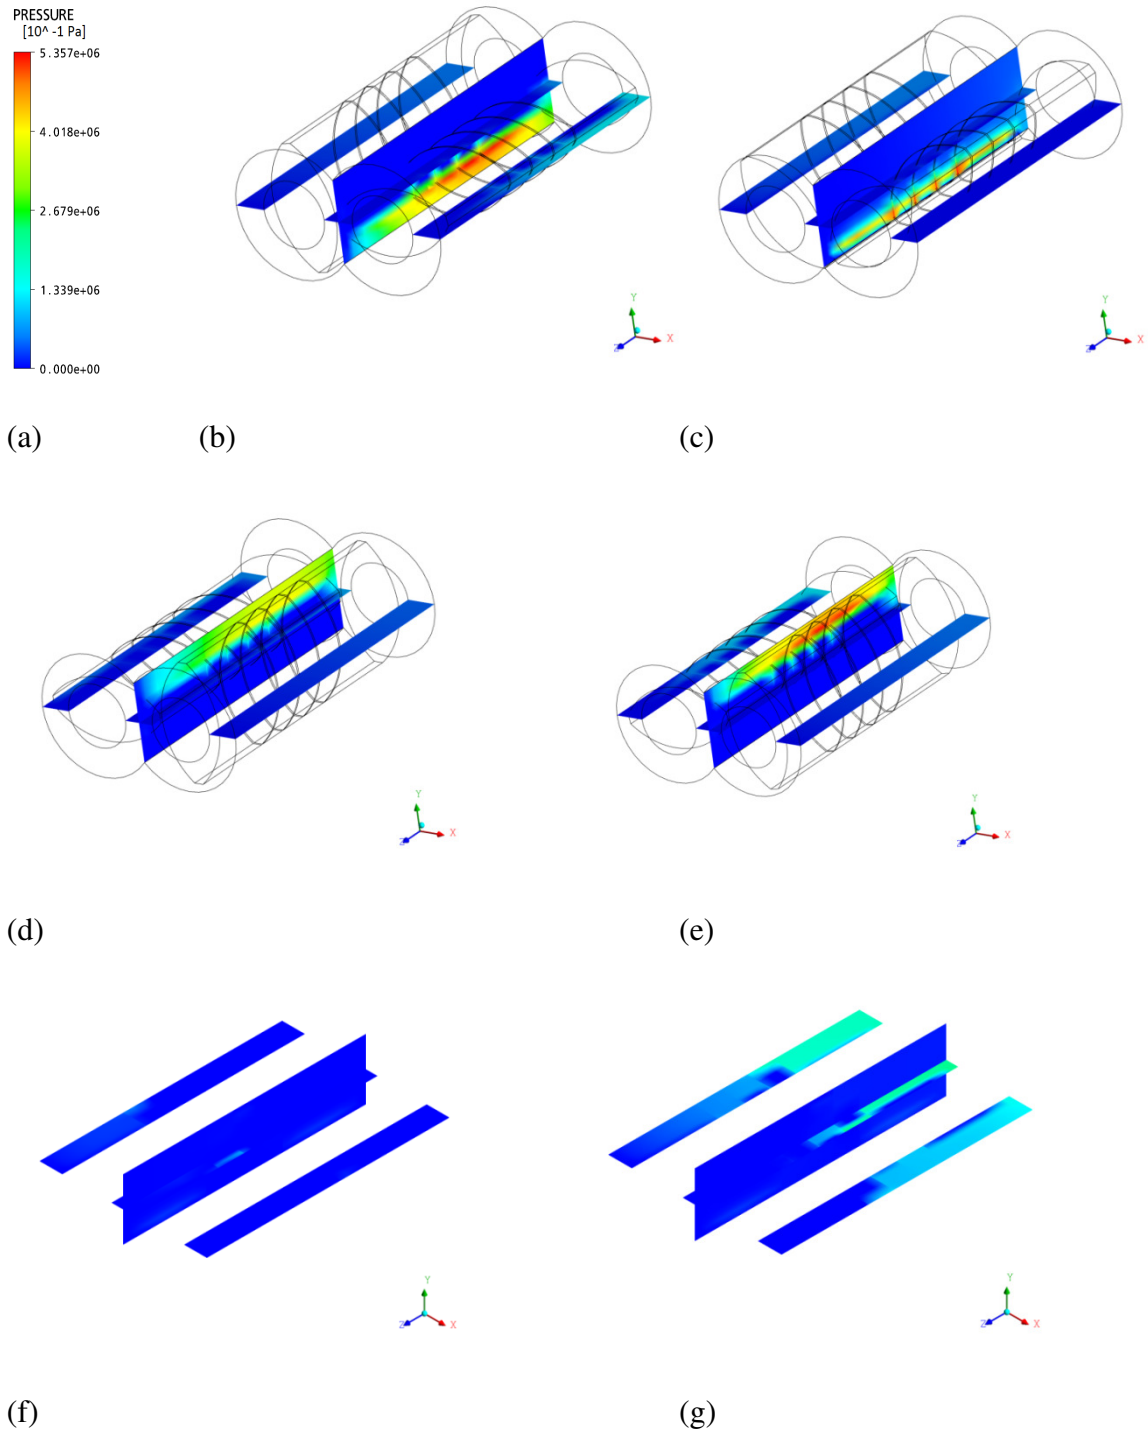 PRESSURE
[10^ -1 Pa]
5.357e+06
4.018e+06
2.679e+06
1.339e+06
0.000e+00
Y
X
Z
Y
X
Z
(a)
(b)
(c)
Y
X
Z
Y
X
Z
(d)
(e)
Y
Z
X
Y
Z
X
(f)
(g)